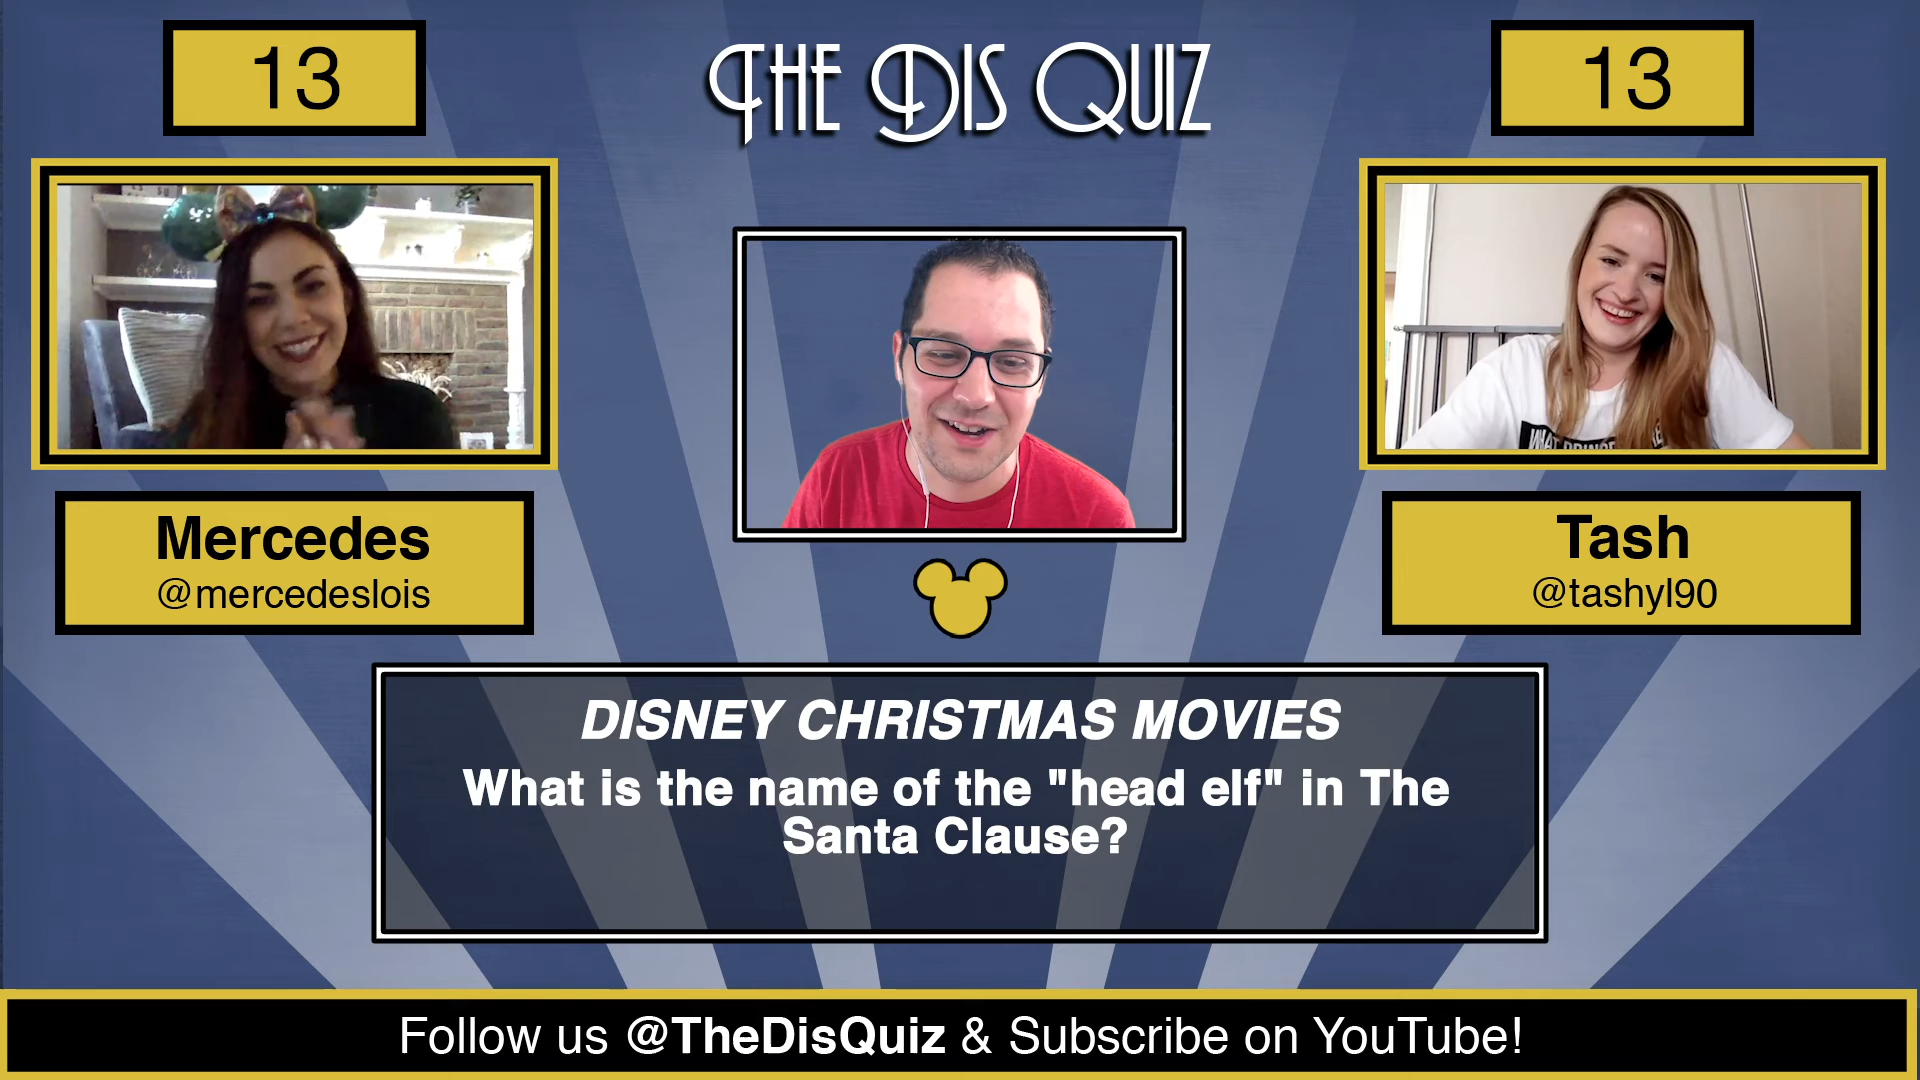 13
THE DIS QUIZ
13
Mercedes
@mercedeslois
Tash
@tashyl90
DISNEY CHRISTMAS MOVIES
What is the name of the "head elf" in The
Santa Clause?
Follow us @TheDisQuiz & Subscribe on YouTube!